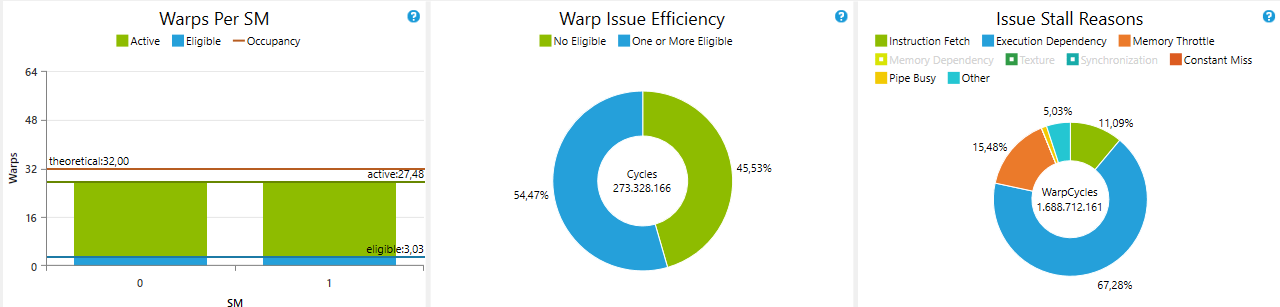 Warps Per SM
?
Active Eligible Occupancy
64
48
32
16
0
Warps
theoretical:32,00
active:27,48
eligible:3,03
0 1
SM
Warp Issue Efficiency
?
No Eligible One or More Eligible
Cycles
273.328.166
45,53%
54,47%
Issue Stall Reasons
?
Instruction Fetch Execution Dependency Memory Throttle
Memory Dependency Texture Synchronization Constant Miss
Pipe Busy Other
5,03%
11,09%
15,48%
WarpCycles
1.688.712.161
67,28%